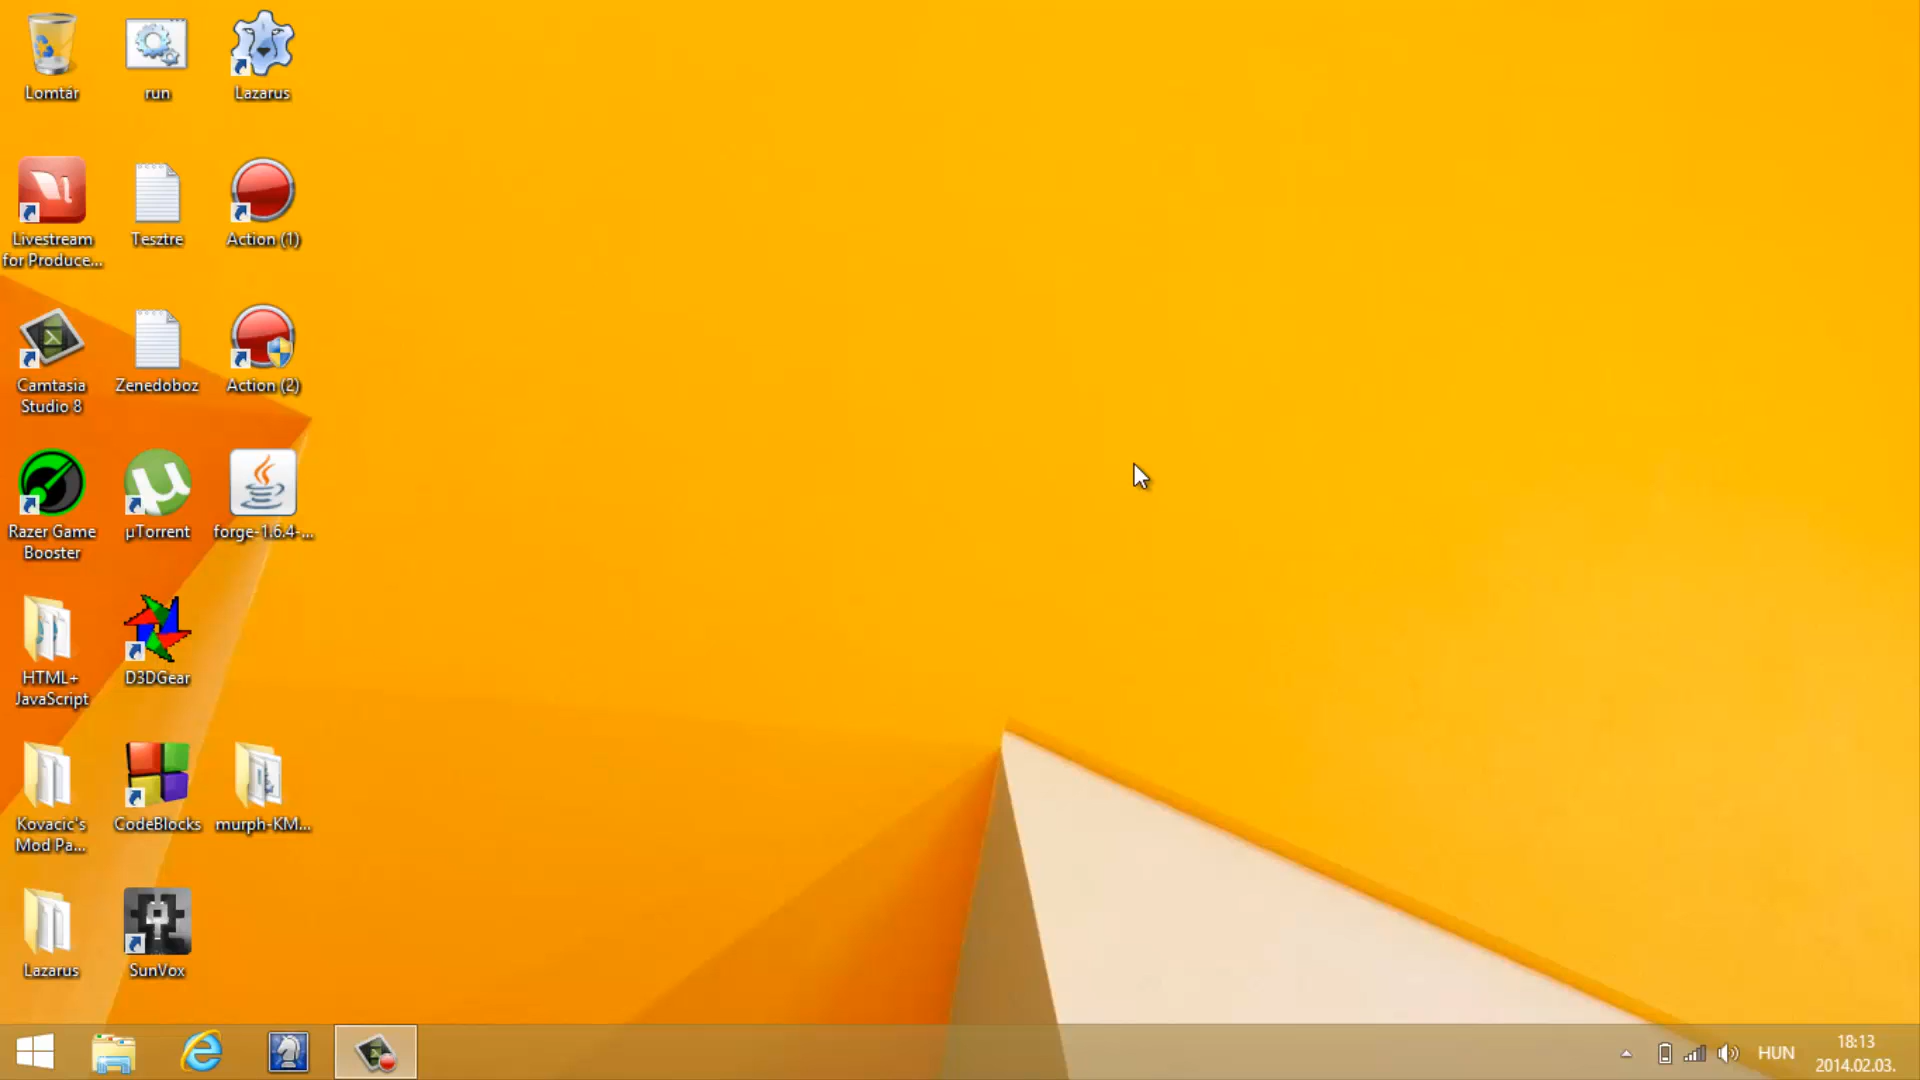 Lomtár
run
Lazarus
Livestream
for Produce...
Tesztre
Action (1)
Camtasia
Studio 8
Zenedoboz
Action (2)
Razer Game
Booster
µTorrent
forge-1.6.4-...
HTML+
JavaScript
D3DGear
Kovacic's
Mod Pa...
CodeBlocks
murph-KM...
Lazarus
SunVox
HUN
18:13
2014.02.03.